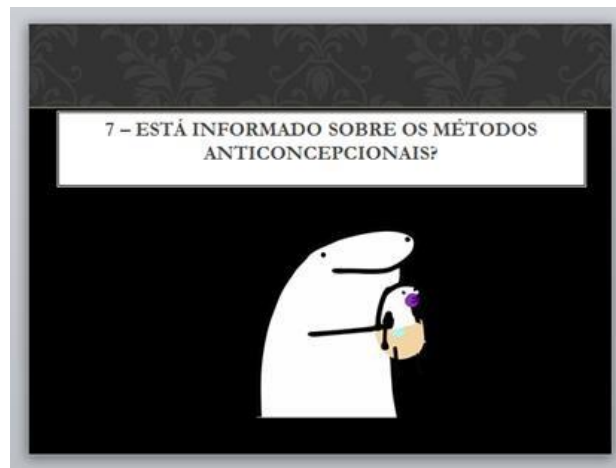 7 – ESTÁ INFORMADO SOBRE OS MÉTODOS
ANTICONCEPCIONAIS?